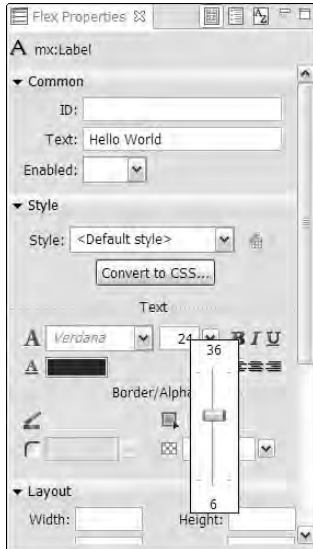 Flex Properties
A mx:Label
Common
ID:
Text: Hello World
Enabled:
Style
Style: <Default style>
Convert to CSS...
Text
A Verdana 24 B I U
36
A
Border/Alpha
6
Layout
Width: Height: